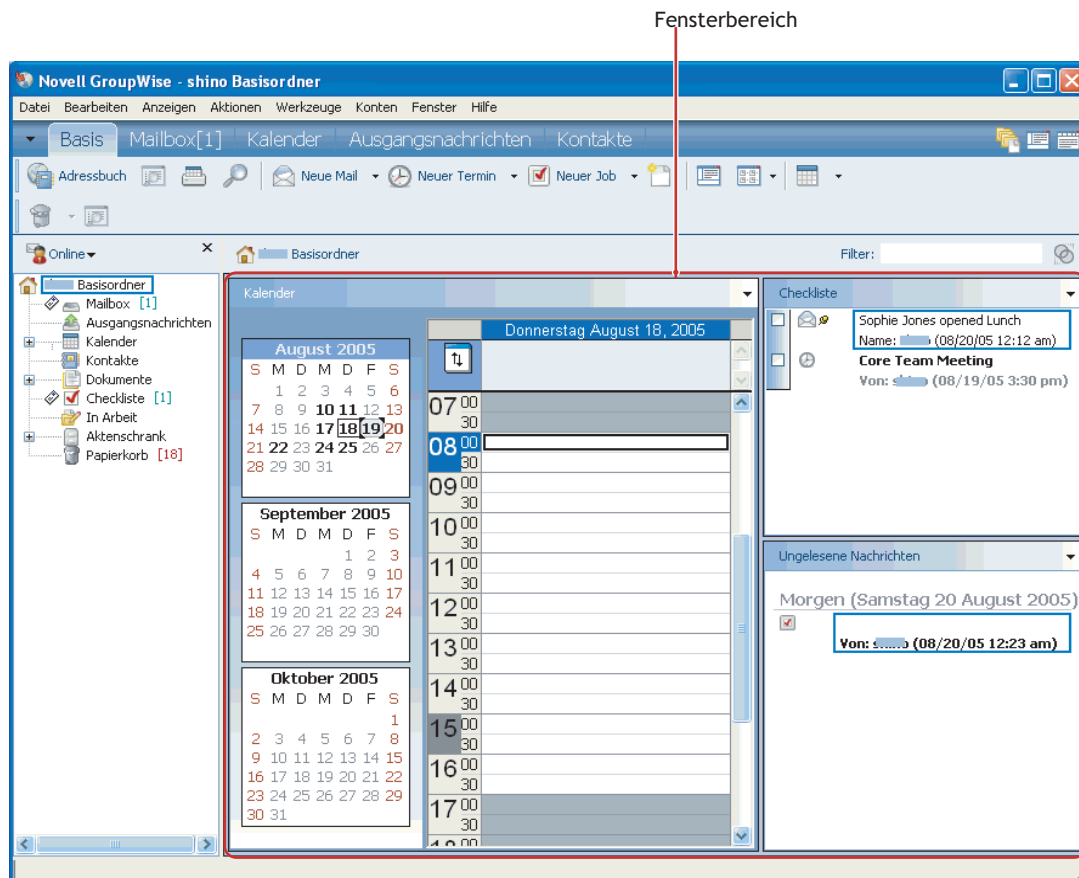 Fensterbereich
Novell GroupWise - shino Basisordner
Datei Bearbeiten Anzeigen Aktionen Werkzeuge Konten Fenster Hilfe
Basis Mailbox[1] Kalender Ausgangsnachrichten Kontakte
Adressbuch Neue Mail Neuer Termin Neuer Job
Online
Basisordner
Filter:
Basisordner
Mailbox [1]
Ausgangsnachrichten
Kalender
Kontakte
Dokumente
Checkliste [1]
In Arbeit
Aktenschrank
Papierkorb [18]
Kalender
August 2005
S M D M D F S
1 2 3 4 5 6
7 8 9 10 11 12 13
14 15 16 17 18 19 20
21 22 23 24 25 26 27
28 29 30 31
September 2005
S M D M D F S
1 2 3
4 5 6 7 8 9 10
11 12 13 14 15 16 17
18 19 20 21 22 23 24
25 26 27 28 29 30
Oktober 2005
S M D M D F S
1
2 3 4 5 6 7 8
9 10 11 12 13 14 15
16 17 18 19 20 21 22
23 24 25 26 27 28 29
30 31
Donnerstag August 18, 2005
07 00
30
08 00
30
09 00
30
10 00
30
11 00
30
12 00
30
13 00
30
14 00
30
15 00
30
16 00
30
17 00
30
Checkliste
Sophie Jones opened Lunch
Name: (08/20/05 12:12 am)
Core Team Meeting
Von: (08/19/05 3:30 pm)
Ungelesene Nachrichten
Morgen (Samstag 20 August 2005)
Von: (08/20/05 12:23 am)